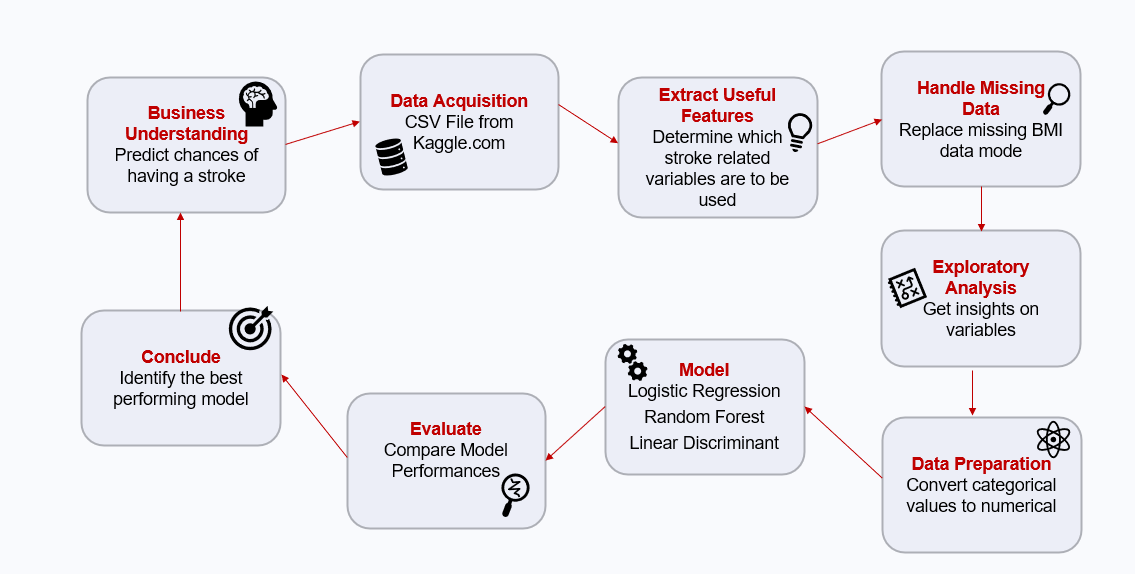 Business
Understanding
Predict chances of
having a stroke
Data Acquisition
CSV File from
Kaggle.com
Extract Useful
Features
Determine which
stroke related
variables are to be
used
Handle Missing
Data
Replace missing BMI
data mode
Exploratory
Analysis
Get insights on
variables
Data Preparation
Convert categorical
values to numerical
Model
Logistic Regression
Random Forest
Linear Discriminant
Evaluate
Compare Model
Performances
Conclude
Identify the best
performing model